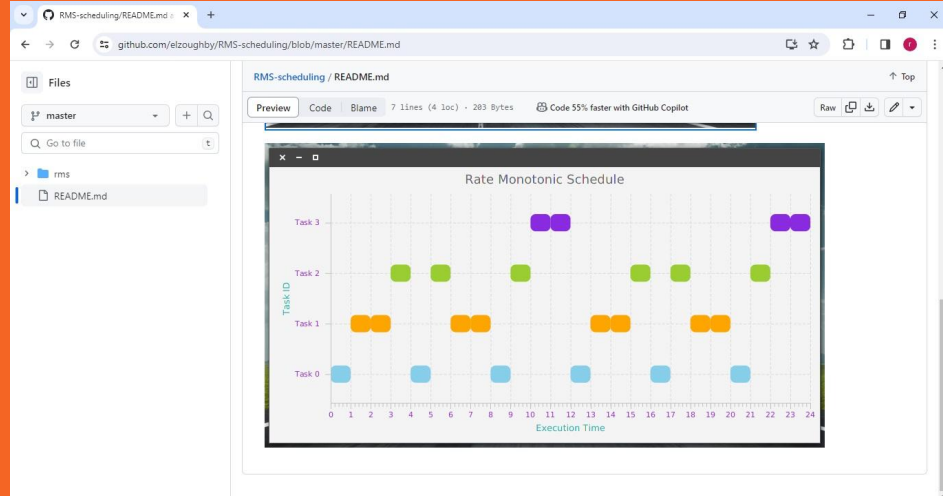 RMS-scheduling/README.md a
github.com/elzoughby/RMS-scheduling/blob/master/README.md
Files
master
Go to file
t
rms
README.md
RMS-scheduling / README.md
Top
Preview Code Blame 7 lines (4 loc) · 203 Bytes Code 55% faster with GitHub Copilot Raw
Rate Monotonic Schedule
Task 3
Task 2
Task 1
Task 0
Task ID
0 1 2 3 4 5 6 7 8 9 10 11 12 13 14 15 16 17 18 19 20 21 22 23 24
Execution Time